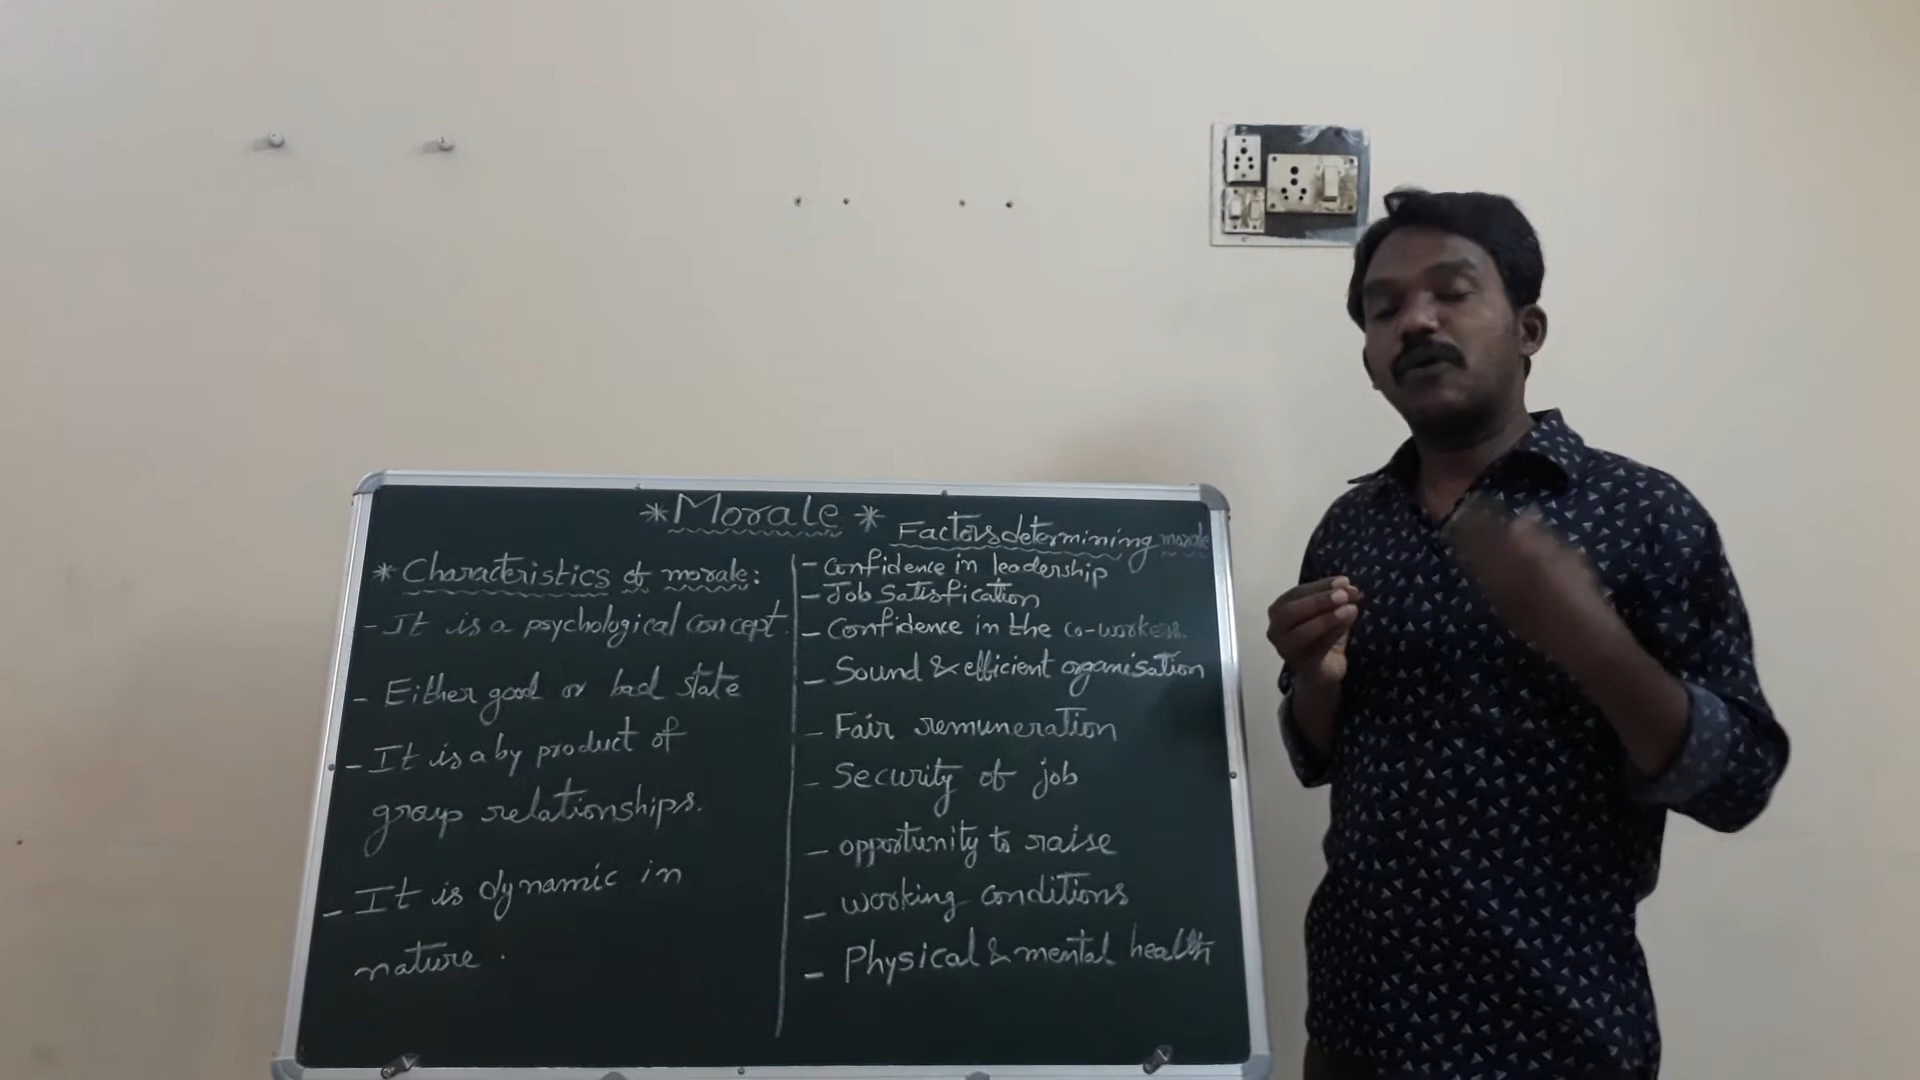 *Morale*
* Characteristics of morale:
- It is a psychological concept.
- Either good or bad state
- It is a by product of
group relationships.
- It is dynamic in
nature.
Factors determining morale
- Confidence in leadership
- Job Satisfication
- Confidence in the co-workers.
- Sound & efficient organisation
- Fair remuneration
- Security of job
- opportunity to raise
- working conditions
- Physical & mental health